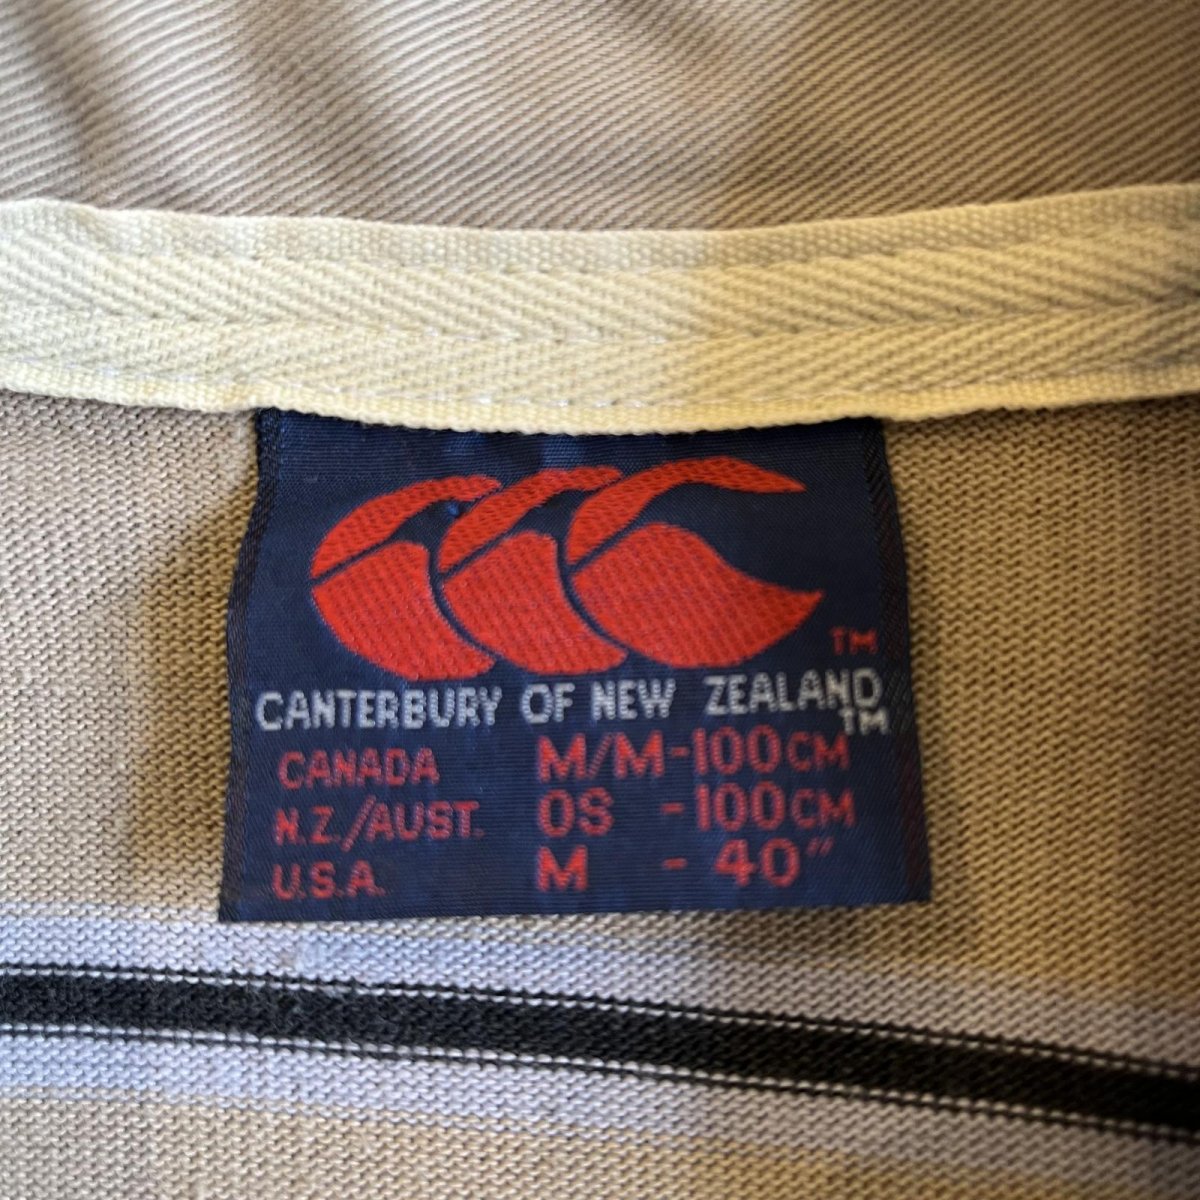 TM
CANTERBURY OF NEW ZEALAND TM
CANADA M/M-100CM
N.Z./AUST. OS -100CM
U.S.A. M - 40"